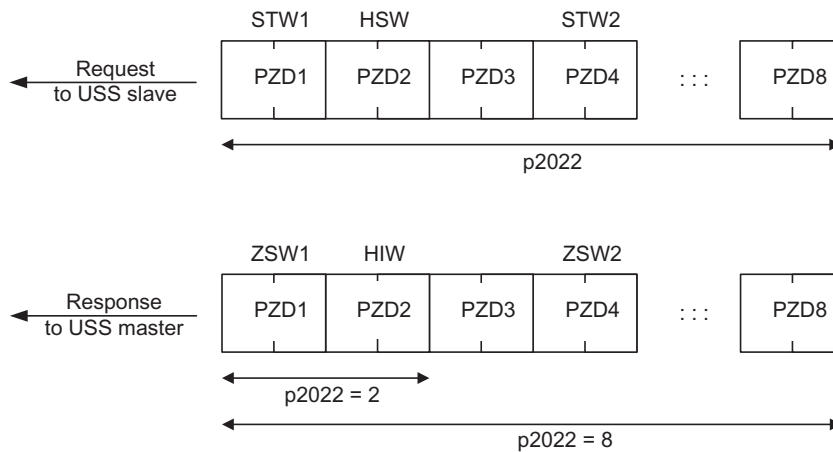 STW1 HSW STW2
Request
to USS slave
PZD1 PZD2 PZD3 PZD4 : : : PZD8
p2022
ZSW1 HIW ZSW2
Response
to USS master
PZD1 PZD2 PZD3 PZD4 : : : PZD8
p2022 = 2
p2022 = 8